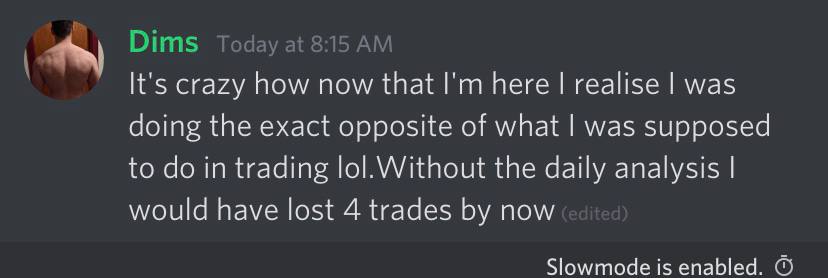 Dims Today at 8:15 AM
It's crazy how now that I'm here I realise I was
doing the exact opposite of what I was supposed
to do in trading lol.Without the daily analysis I
would have lost 4 trades by now (edited)
Slowmode is enabled.